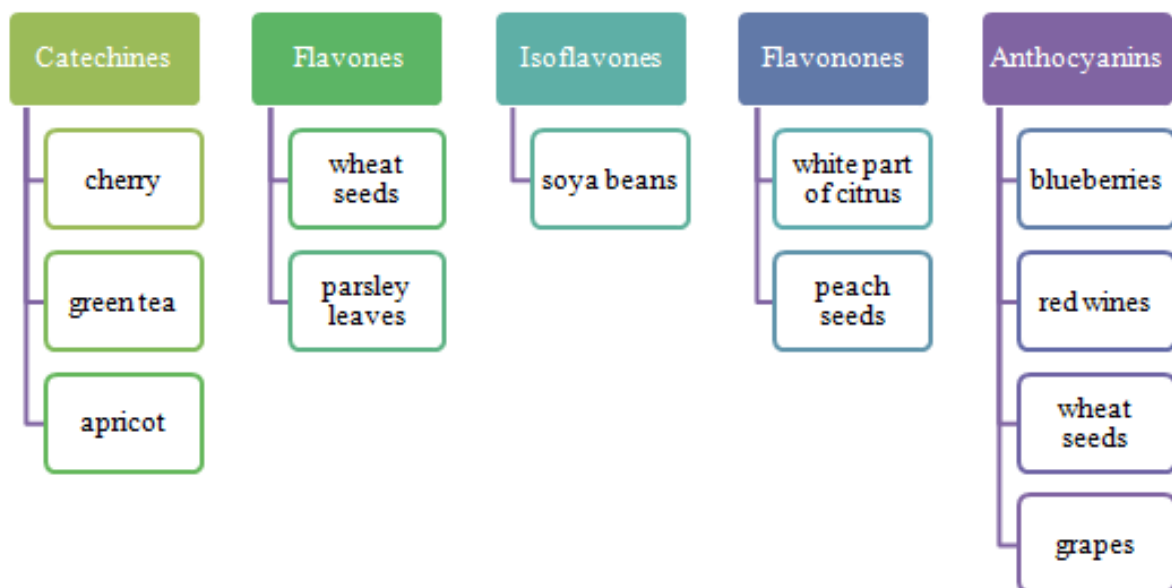 Catechines
cherry
green tea
apricot
Flavones
wheat
seeds
parsley
leaves
Isoflavones
soya beans
Flavonones
white part
of citrus
peach
seeds
Anthocyanins
blueberries
red wines
wheat
seeds
grapes